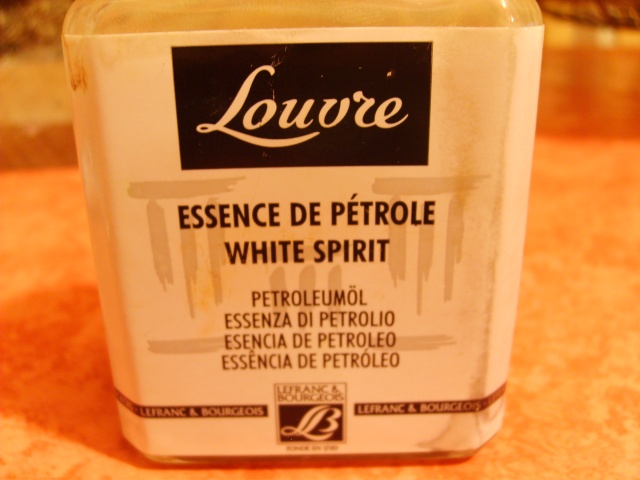 Louvre
ESSENCE DE PÉTROLE
WHITE SPIRIT
PETROLEUMÖL
ESSENZA DI PETROLIO
ESENCIA DE PETROLEO
ESSÊNCIA DE PETRÓLEO
LEFRANC &
BOURGEOIS
LEFRANC & BOURGEOIS
LB
LEFRANC & BOURGEOIS